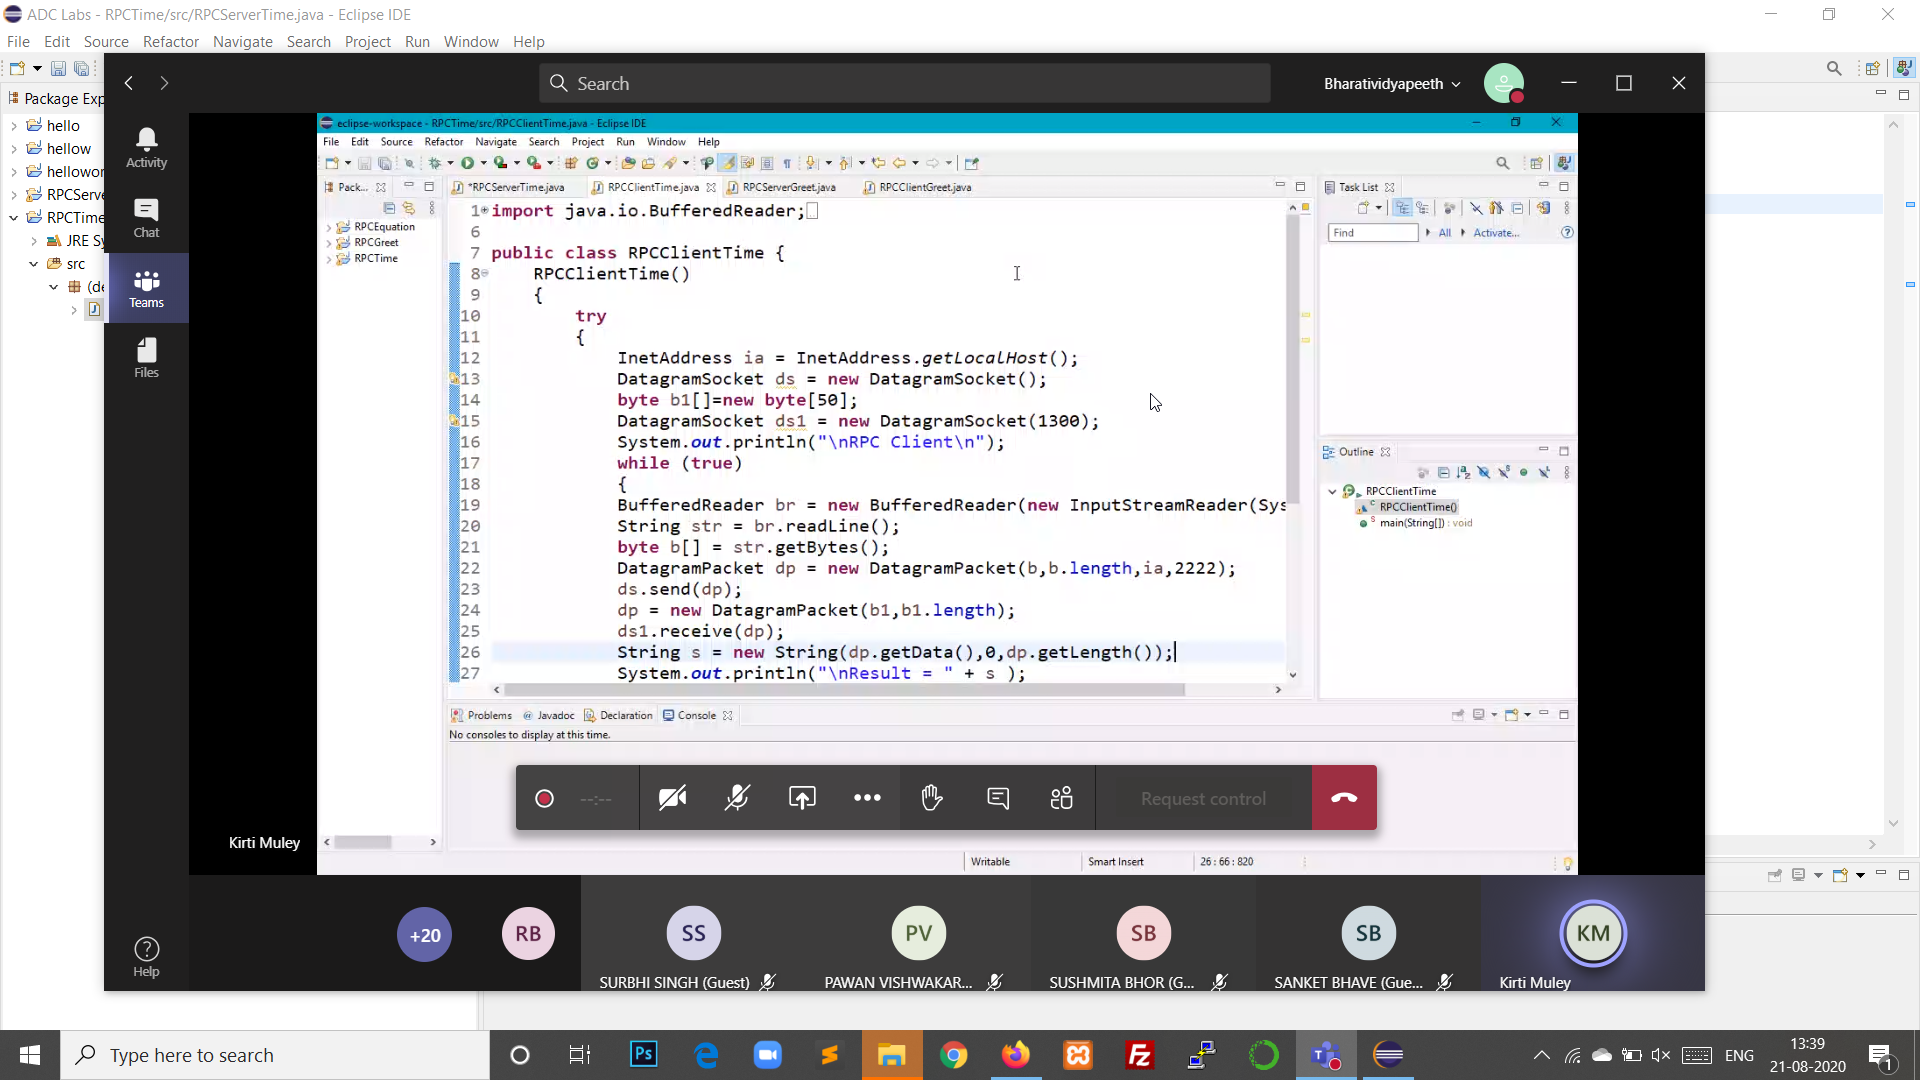 ADC Labs - RPCTime/src/RPCServerTime.java - Eclipse IDE
File Edit Source Refactor Navigate Search Project Run Window Help
Package Exp
hello
hellow
hellowor
RPCServe
RPCTime
JRE Sy
src
(de
Search
Bharatividyapeeth
Activity
Chat
Teams
Files
Help
eclipse-workspace - RPCTime/src/RPCClientTime.java - Eclipse IDE
File Edit Source Refactor Navigate Search Project Run Window Help
Pack...
RPCEquation
RPCGreet
RPCTime
*RPCServerTime.java RPCClientTime.java RPCServerGreet.java RPCClientGreet.java
1 import java.io.BufferedReader;
6
7 public class RPCClientTime {
8 RPCClientTime()
9 {
10 try
11 {
12 InetAddress ia = InetAddress.getLocalHost();
13 DatagramSocket ds = new DatagramSocket();
14 byte b1[]=new byte[50];
15 DatagramSocket ds1 = new DatagramSocket(1300);
16 System.out.println("\nRPC Client\n");
17 while (true)
18 {
19 BufferedReader br = new BufferedReader(new InputStreamReader(Sys
20 String str = br.readLine();
21 byte b[] = str.getBytes();
22 DatagramPacket dp = new DatagramPacket(b,b.length,ia,2222);
23 ds.send(dp);
24 dp = new DatagramPacket(b1,b1.length);
25 ds1.receive(dp);
26 String s = new String(dp.getData(),0,dp.getLength());
27 System.out.println("\nResult = " + s );
Task List
Find All Activate...
Outline
RPCClientTime
RPCClientTime()
main(String[]) : void
Problems @ Javadoc Declaration Console
No consoles to display at this time.
--:-- Request control
Kirti Muley
Writable Smart Insert 26 : 66 : 820
+20 RB SS PV SB SB KM
SURBHI SINGH (Guest) PAWAN VISHWAKAR... SUSHMITA BHOR (G... SANKET BHAVE (Gue... Kirti Muley
Type here to search
Ps
Fz
ENG
13:39
21-08-2020
1